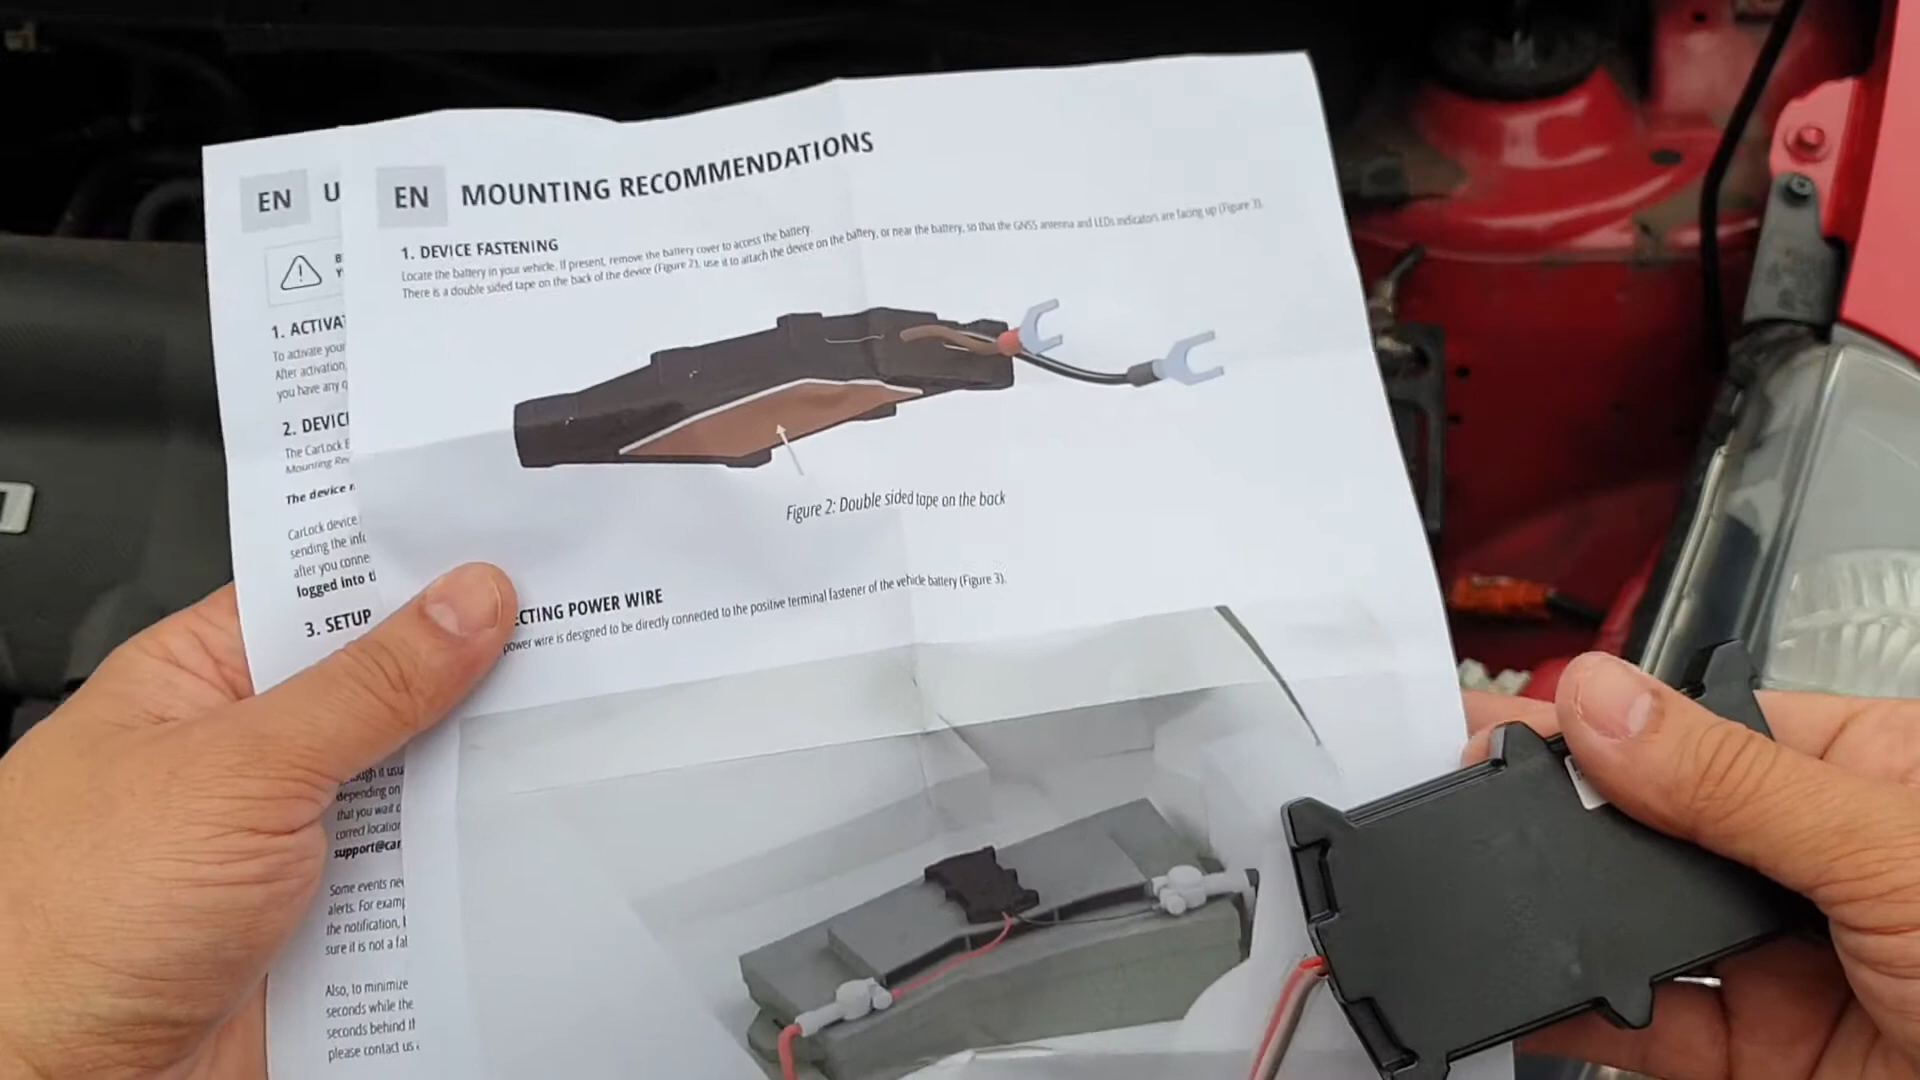 EN MOUNTING RECOMMENDATIONS
1. DEVICE FASTENING
Locate the battery in your vehicle. If present, remove the battery cover to access the battery.
There is a double sided tape on the back of the device (Figure 2), use it to attach the device on the battery, or near the battery, so that the GNSS antenna and LEDs indicators are facing up (Figure 3).
Figure 2: Double sided tape on the back
POWER WIRE
power wire is designed to be directly connected to the positive terminal fastener of the vehicle battery (Figure 3).
EN U
1. ACTIVA
To activate your
After activation,
you have any q
2. DEVIC
The CarLock
Mounting Rec
The device
CarLock device
sending the inf
after you conne
logged into t
3. SETUP
it usu
depending on
that you wait
correct location
support@car
Some events ne
alerts. For examp
the notification,
sure it is not a fal
Also, to minimize
seconds while the
seconds behind
please contact us